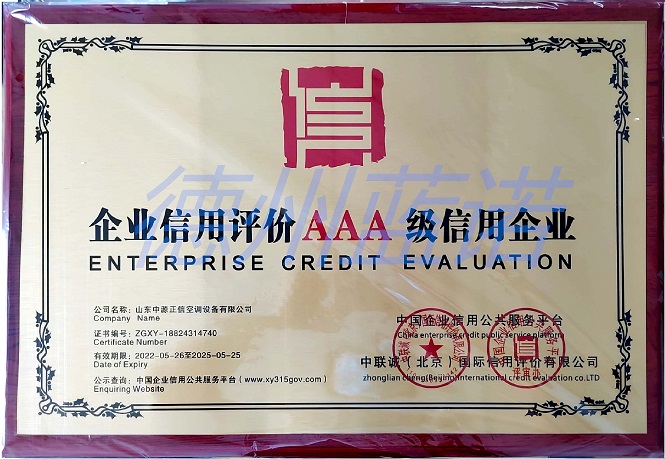 信
德州蓝诺
企业信用评价AAA级信用企业
ENTERPRISE CREDIT EVALUATION
公司名称：山东中源正信空调设备有限公司
Company Name
证书编号：ZGXY-18824314740
Certificate Number
有效期限：2022-05-26至2025-05-25
Date of Expiry
公示查询：中国企业信用公共服务平台（www.xy315gov.com）
Enquiring Website
中国企业信用公共服务平台
China enterprise credit public service platform
中联诚（北京）国际信用评价有限公司
zhonglian cheng(Beijing)International credit evaluation co.LTD